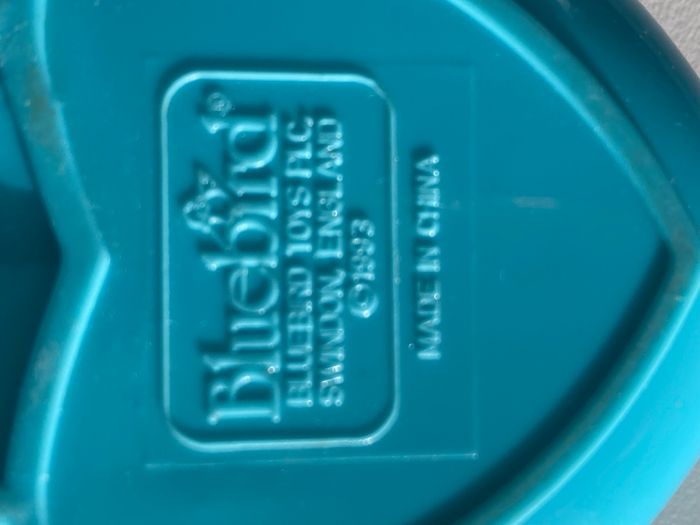 Bluebird®
BLUEBIRD TOYS PLC.
SWINDON, ENGLAND
©1993
MADE IN CHINA